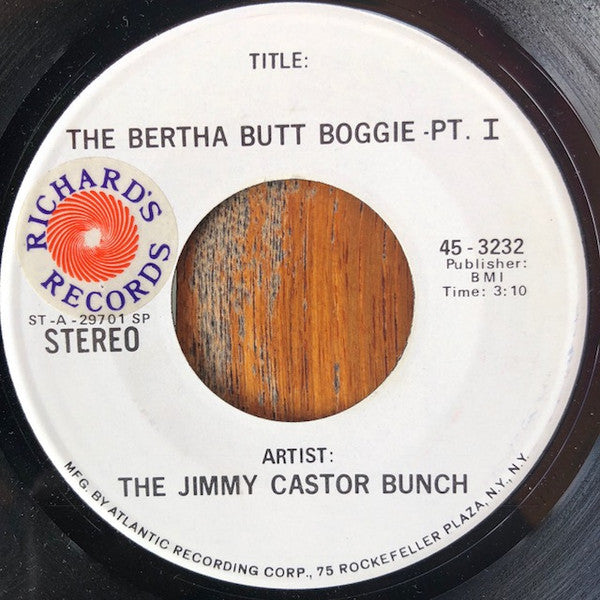 TITLE:
THE BERTHA BUTT BOGGIE -PT. I
RICHARD'S
RECORDS
45 - 3232
Publisher:
BMI
Time: 3:10
ST-A-29701 SP
STEREO
ARTIST:
THE JIMMY CASTOR BUNCH
MFG. BY ATLANTIC RECORDING CORP., 75 ROCKEFELLER PLAZA, N.Y., N.Y.